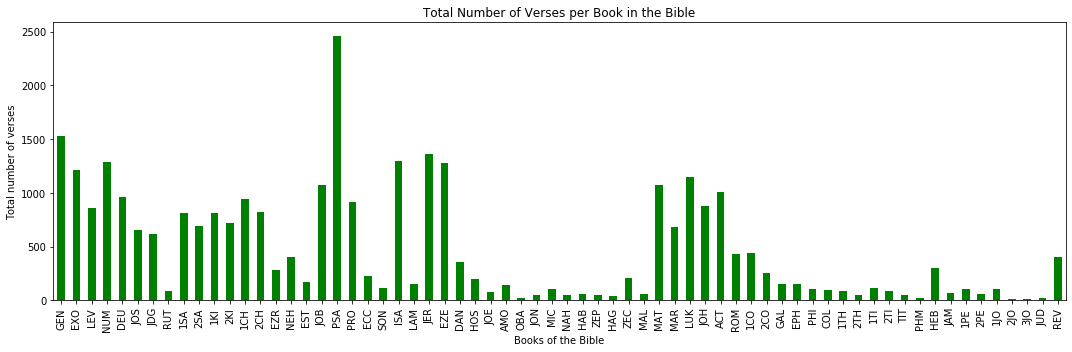 Total Number of Verses per Book in the Bible
Total number of verses
2500
2000
1500
1000
500
0
GEN
EXO
LEV
NUM
DEU
JOS
JDG
RUT
1SA
2SA
1KI
2KI
1CH
2CH
EZR
NEH
EST
JOB
PSA
PRO
ECC
SON
ISA
LAM
JER
EZE
DAN
HOS
JOE
AMO
OBA
JON
MIC
NAH
HAB
ZEP
HAG
ZEC
MAL
MAT
MAR
LUK
JOH
ACT
ROM
1CO
2CO
GAL
EPH
PHI
COL
1TH
2TH
1TI
2TI
TIT
PHM
HEB
JAM
1PE
2PE
1JO
2JO
3JO
JUD
REV
Books of the Bible